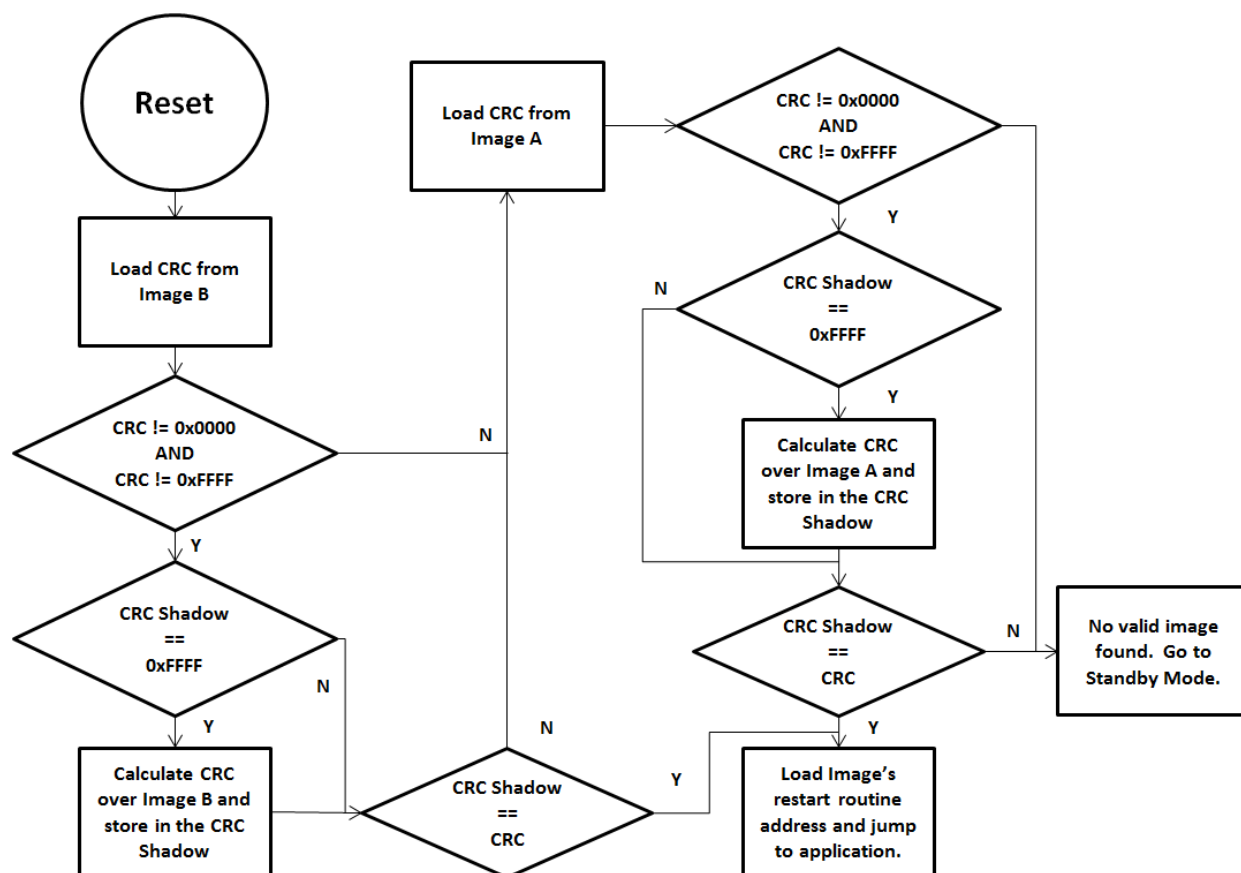 Reset
Load CRC from
Image B
CRC != 0x0000
AND
CRC != 0xFFFF
N
Y
CRC Shadow
==
0xFFFF
N
Y
Calculate CRC
over Image B and
store in the CRC
Shadow
N
CRC Shadow
==
CRC
Y
Load CRC from
Image A
CRC != 0x0000
AND
CRC != 0xFFFF
Y
CRC Shadow
==
0xFFFF
N
Y
Calculate CRC
over Image A and
store in the CRC
Shadow
CRC Shadow
==
CRC
N
Y
No valid image
found. Go to
Standby Mode.
Load Image’s
restart routine
address and jump
to application.